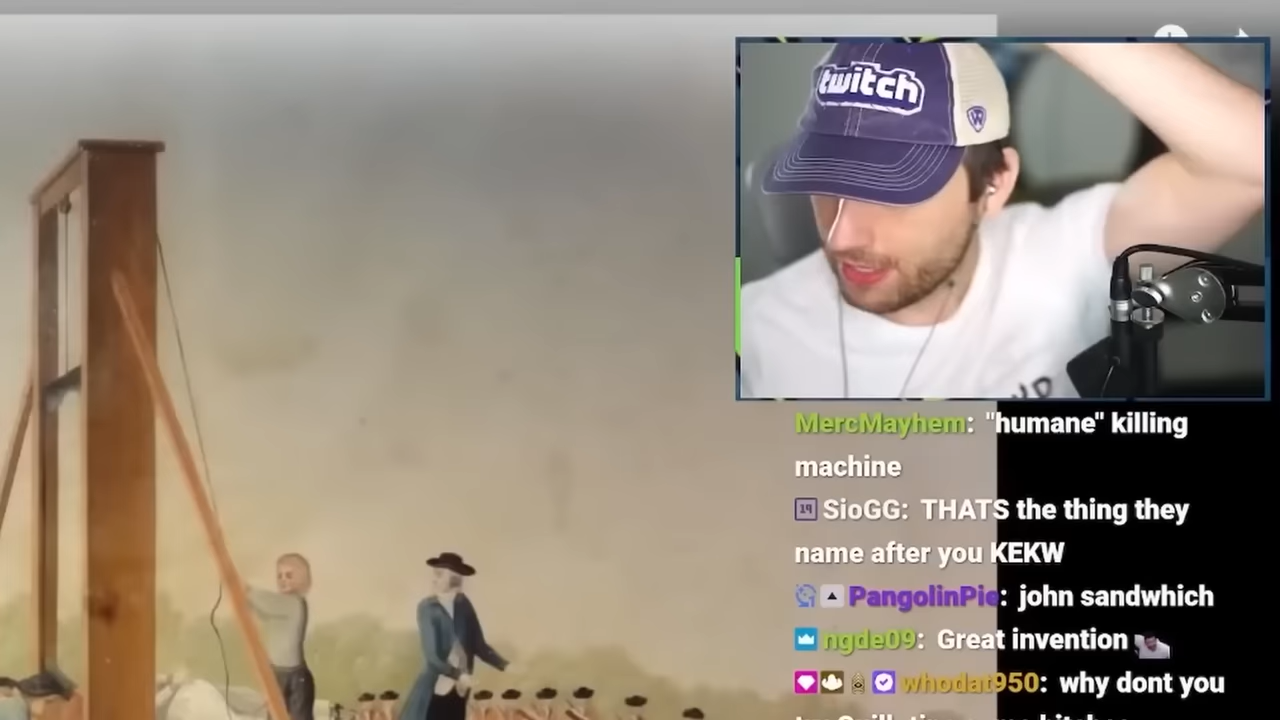 twitch
MercMayhem: "humane" killing
machine
19 SioGG: THATS the thing they
name after you KEKW
PangolinPie: john sandwhich
ngde09: Great invention
whodat950: why dont you